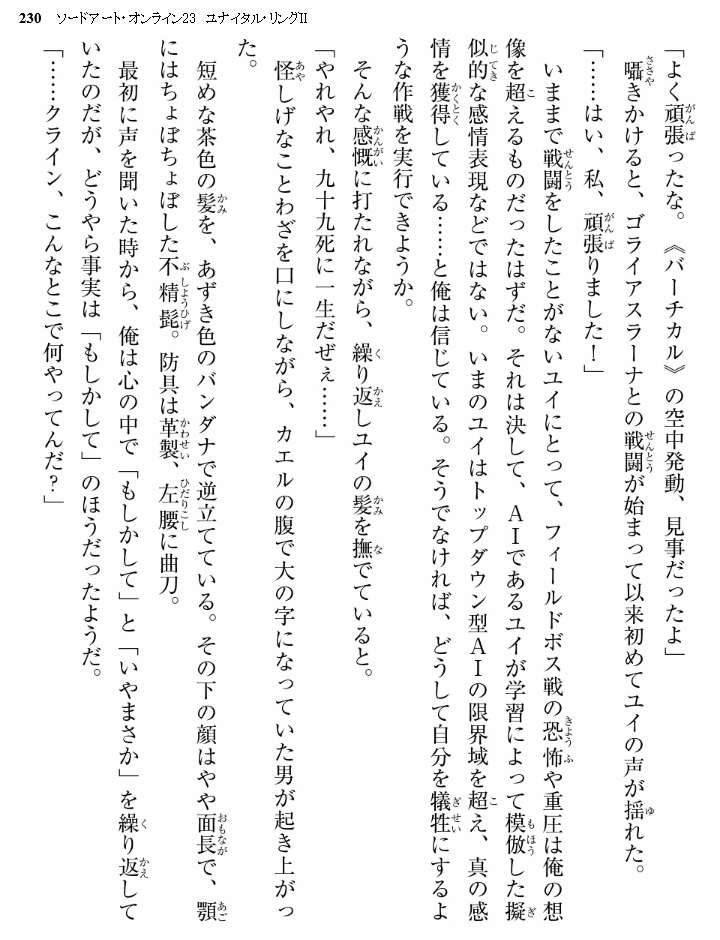 230 ソードアート・オンライン23 ユナイタル・リングII
「よく頑張ったな。《バーチカル》の空中発動、見事だったよ」
囁きかけると、ゴライアスラーナとの戦闘が始まって以来初めてユイの声が揺れた。
「……はい、私、頑張りました！」
いままで戦闘をしたことがないユイにとって、フィールドボス戦の恐怖や重圧は俺の想
像を超えるものだったはずだ。それは決して、ＡＩであるユイが学習によって模倣した擬
似的な感情表現などではない。いまのユイはトップダウン型ＡＩの限界域を超え、真の感
情を獲得している……と俺は信じている。そうでなければ、どうして自分を犠牲にするよ
うな作戦を実行できようか。
そんな感慨に打たれながら、繰り返しユイの髪を撫でていると。
「やれやれ、九十九死に一生だぜぇ……」
怪しげなことわざを口にしながら、カエルの腹で大の字になっていた男が起き上がっ
た。
短めな茶色の髪を、あずき色のバンダナで逆立てている。その下の顔はやや面長で、顎
にはちょぼちょぼした不精髭。防具は革製、左腰に曲刀。
最初に声を聞いた時から、俺は心の中で「もしかして」と「いやまさか」を繰り返して
いたのだが、どうやら事実は「もしかして」のほうだったようだ。
「……クライン、こんなとこで何やってんだ？」